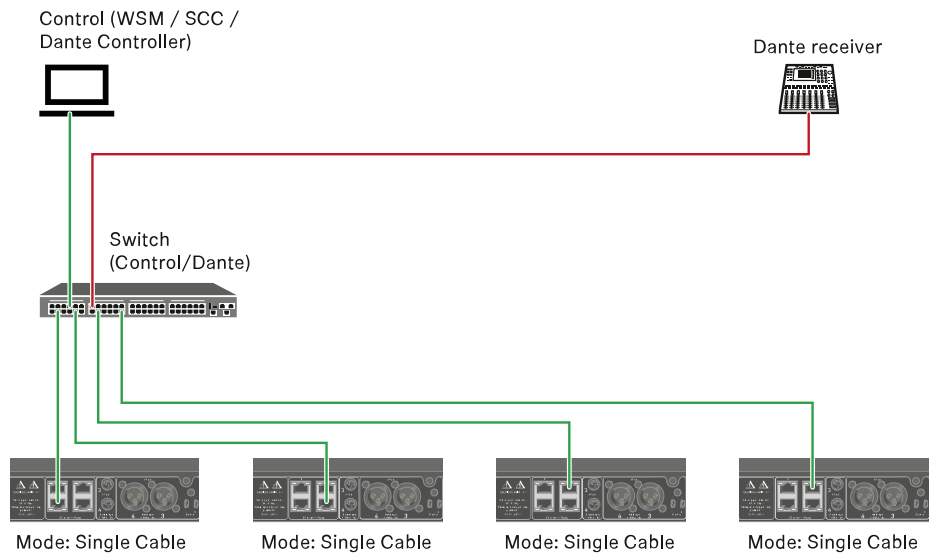 Control (WSM / SCC /
Dante Controller)
Dante receiver
Switch
(Control/Dante)
Mode: Single Cable
Mode: Single Cable
Mode: Single Cable
Mode: Single Cable